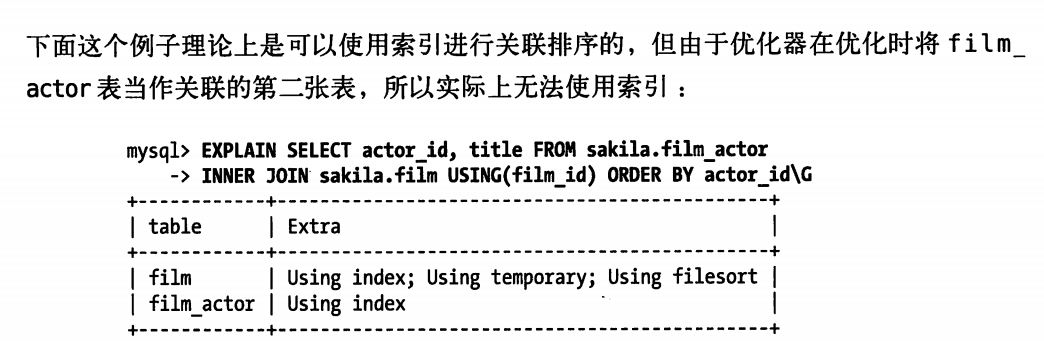 下面这个例子理论上是可以使用索引进行关联排序的，但由于优化器在优化时将 film_
actor 表当作关联的第二张表，所以实际上无法使用索引：
mysql> EXPLAIN SELECT actor_id, title FROM sakila.film_actor
    -> INNER JOIN sakila.film USING(film_id) ORDER BY actor_id\G
+------------+----------------------------------------------+
| table      | Extra                                        |
+------------+----------------------------------------------+
| film       | Using index; Using temporary; Using filesort |
| film_actor | Using index                                  |
+------------+----------------------------------------------+